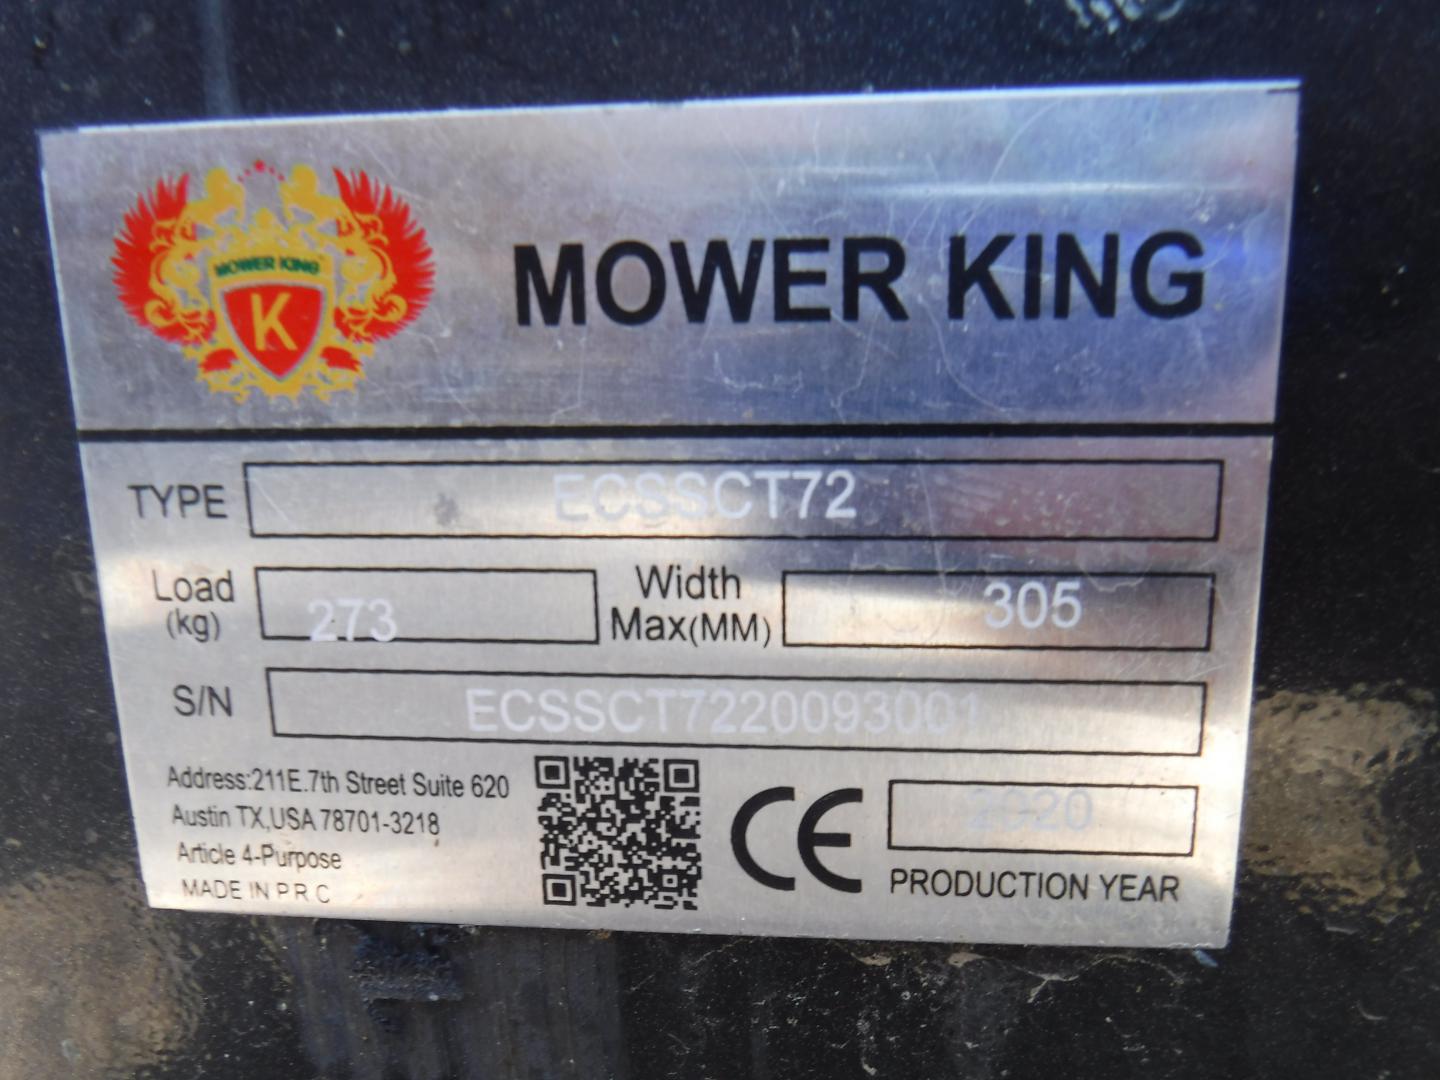 MOWER KING
K
MOWER KING
TYPE ECSSCT72
Load (kg) 273 Width Max(MM) 305
S/N ECSSCT7220093001
Address:211E.7th Street Suite 620
Austin TX,USA 78701-3218
Article 4-Purpose
MADE IN P R C
CE
2020
PRODUCTION YEAR